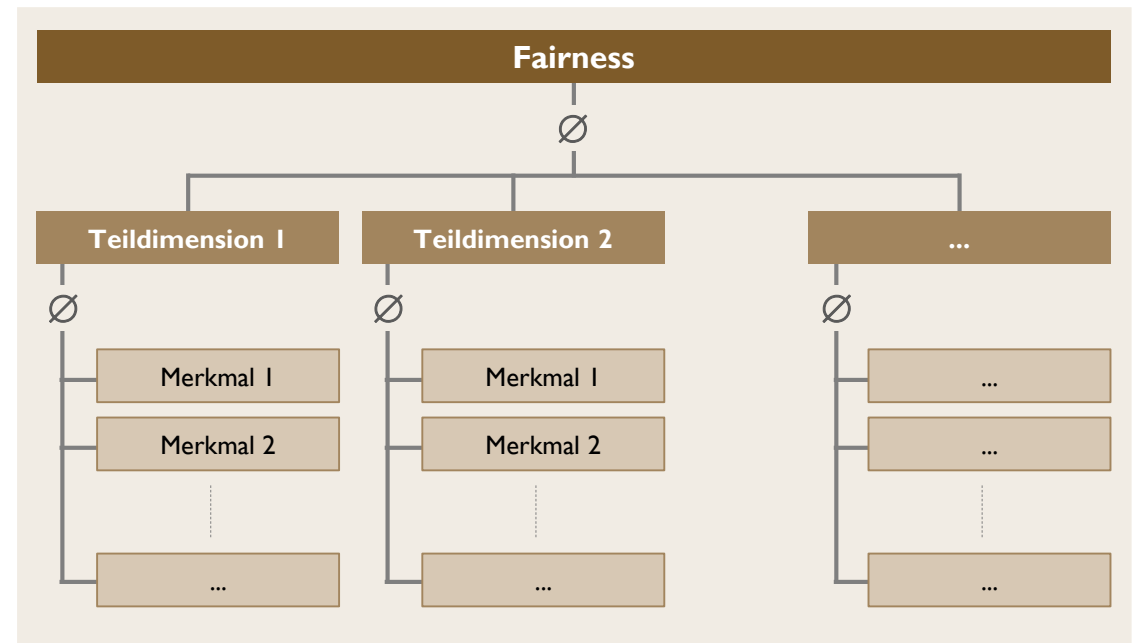 Fairness
Ø
Teildimension 1
Teildimension 2
...
Ø
Ø
Ø
Merkmal 1
Merkmal 1
...
Merkmal 2
Merkmal 2
...
...
...
...